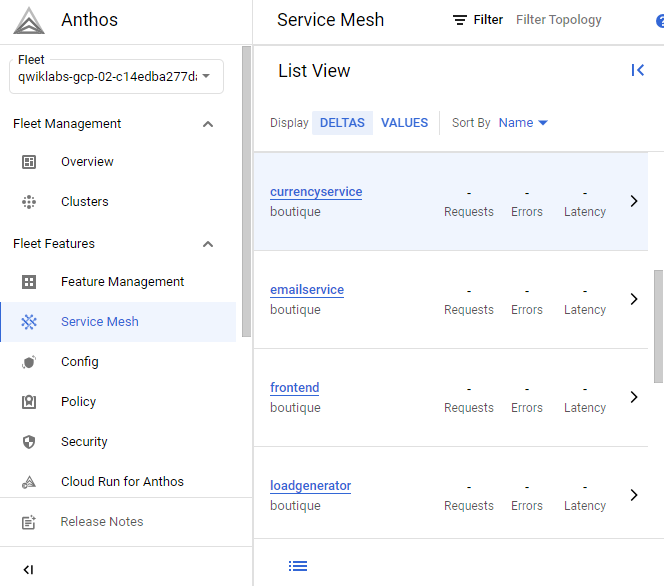 Anthos
Fleet
qwiklabs-gcp-02-c14edba277d
Fleet Management
Overview
Clusters
Fleet Features
Feature Management
Service Mesh
Config
Policy
Security
Cloud Run for Anthos
Release Notes
Service Mesh
Filter Filter Topology
List View
Display DELTAS VALUES Sort By Name
currencyservice - - -
boutique Requests Errors Latency
emailservice - - -
boutique Requests Errors Latency
frontend - - -
boutique Requests Errors Latency
loadgenerator - - -
boutique Requests Errors Latency